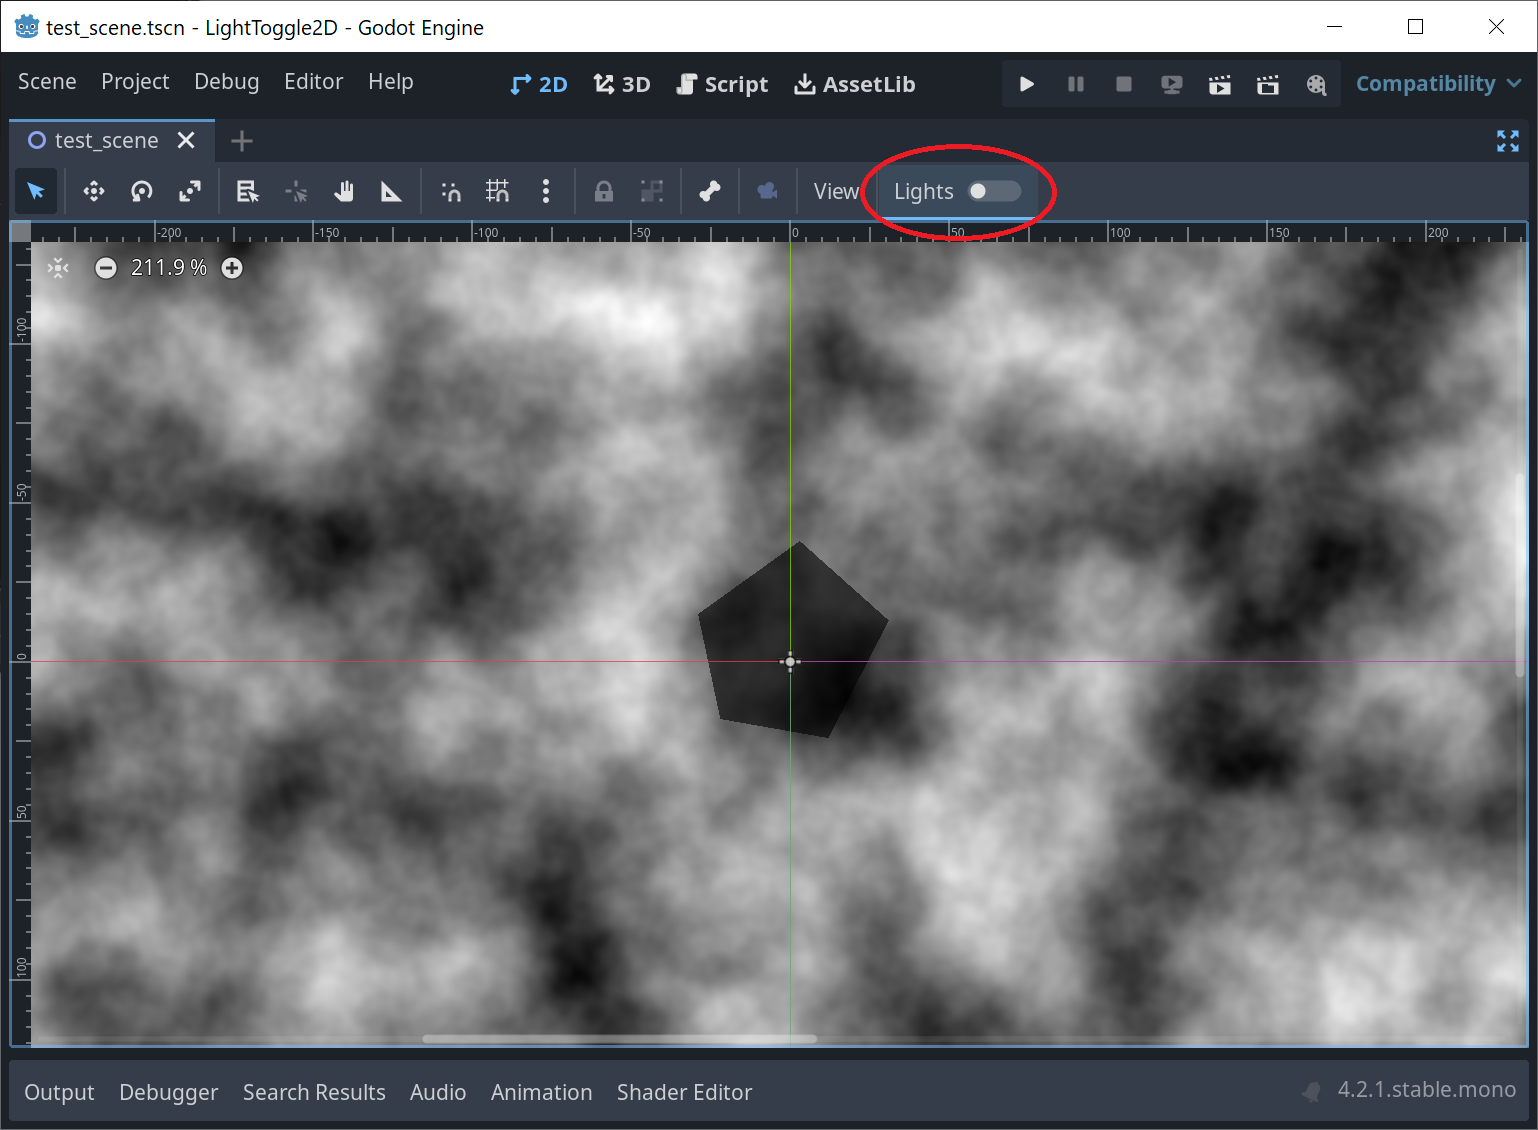 test_scene.tscn - LightToggle2D - Godot Engine
Scene Project Debug Editor Help 2D 3D Script AssetLib Compatibility
test_scene
View Lights
-200 -150 -100 -50 0 50 100 150 200
211.9 %
-100
-50
0
50
100
Output Debugger Search Results Audio Animation Shader Editor 4.2.1.stable.mono